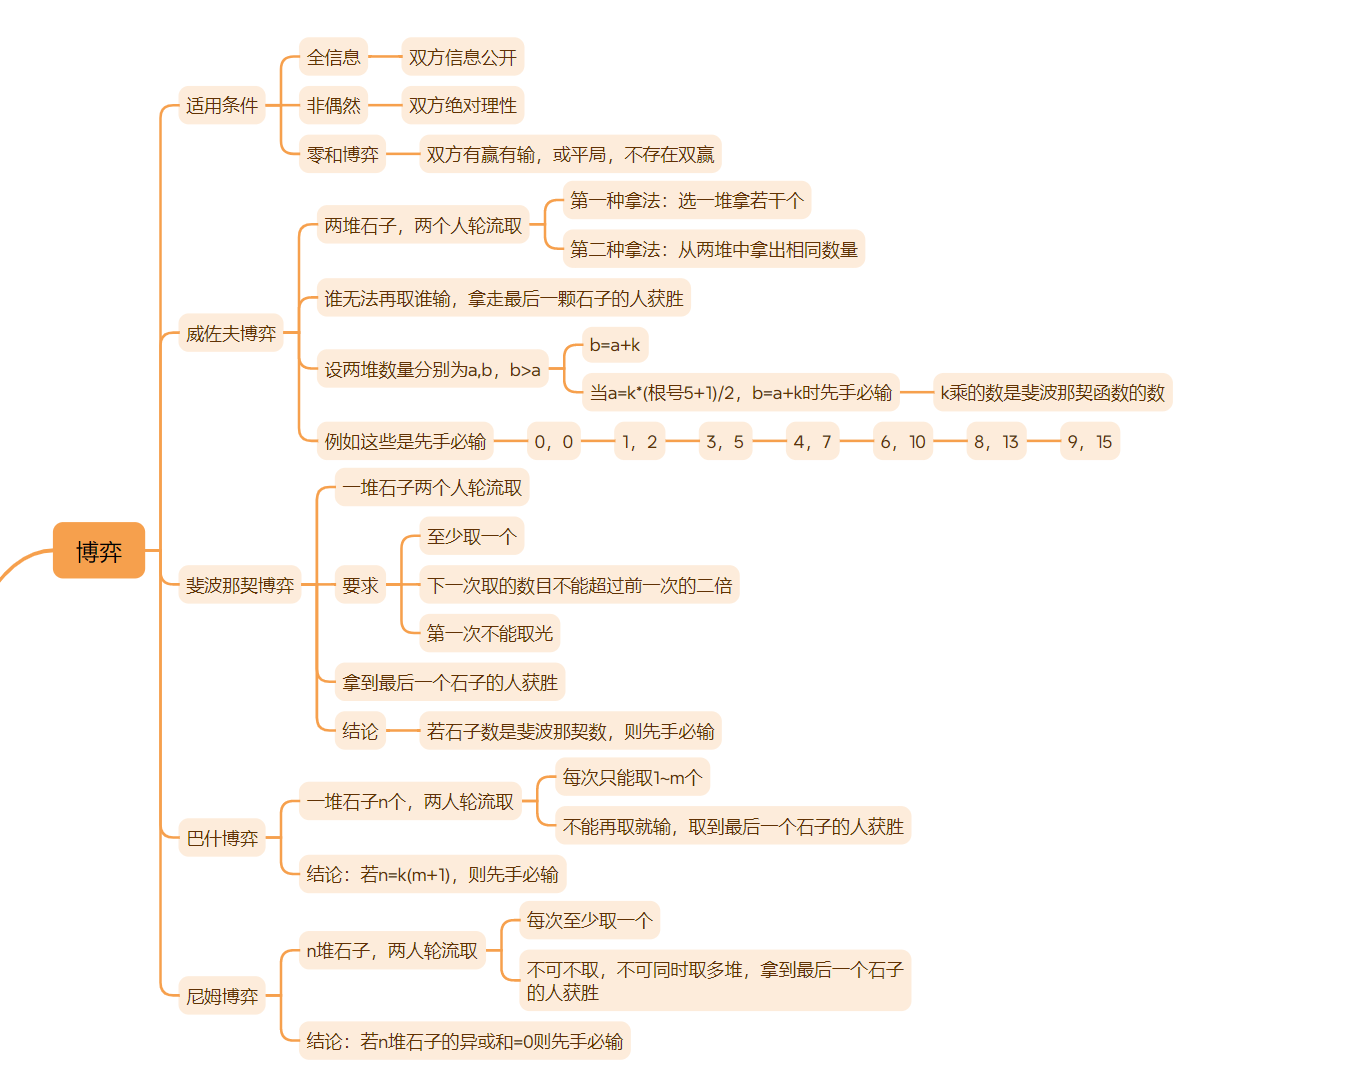 博弈
适用条件
全信息
双方信息公开
非偶然
双方绝对理性
零和博弈
双方有赢有输，或平局，不存在双赢
威佐夫博弈
两堆石子，两个人轮流取
第一种拿法：选一堆拿若干个
第二种拿法：从两堆中拿出相同数量
谁无法再取谁输，拿走最后一颗石子的人获胜
设两堆数量分别为a,b，b>a
b=a+k
当a=k*(根号5+1)/2，b=a+k时先手必输
k乘的数是斐波那契函数的数
例如这些是先手必输
0，0
1，2
3，5
4，7
6，10
8，13
9，15
斐波那契博弈
一堆石子两个人轮流取
要求
至少取一个
下一次取的数目不能超过前一次的二倍
第一次不能取光
拿到最后一个石子的人获胜
结论
若石子数是斐波那契数，则先手必输
巴什博弈
一堆石子n个，两人轮流取
每次只能取1~m个
不能再取就输，取到最后一个石子的人获胜
结论：若n=k(m+1)，则先手必输
尼姆博弈
n堆石子，两人轮流取
每次至少取一个
不可不取，不可同时取多堆，拿到最后一个石子
的人获胜
结论：若n堆石子的异或和=0则先手必输